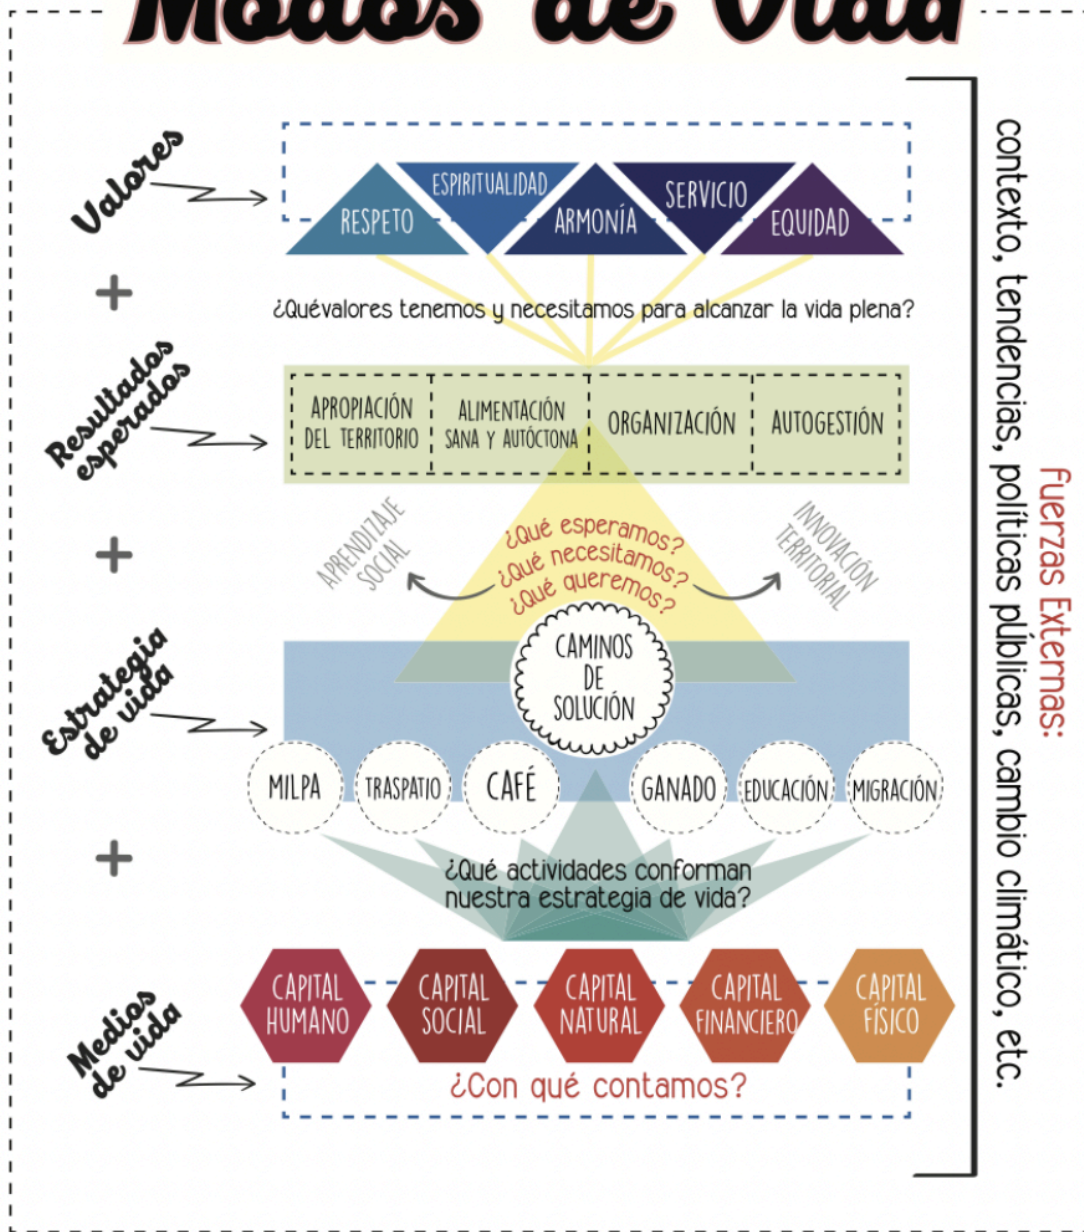 Modos de Vida
Valores
RESPETO
ESPIRITUALIDAD
ARMONÍA
SERVICIO
EQUIDAD
¿Quévalores tenemos y necesitamos para alcanzar la vida plena?
+
Resultados
esperados
APROPIACIÓN
DEL TERRITORIO
ALIMENTACIÓN
SANA Y AUTÓCTONA
ORGANIZACIÓN
AUTOGESTIÓN
+
APRENDIZAJE
SOCIAL
¿Qué esperamos?
¿Qué necesitamos?
¿Qué queremos?
INNOVACIÓN
TERRITORIAL
Estrategia
de vida
CAMINOS
DE
SOLUCIÓN
MILPA
TRASPATIO
CAFÉ
GANADO
EDUCACIÓN
MIGRACIÓN
+
¿Qué actividades conforman
nuestra estrategia de vida?
Medios
de vida
CAPITAL
HUMANO
CAPITAL
SOCIAL
CAPITAL
NATURAL
CAPITAL
FINANCIERO
CAPITAL
FÍSICO
¿Con qué contamos?
Fuerzas Externas:
contexto, tendencias, políticas públicas, cambio climático, etc.